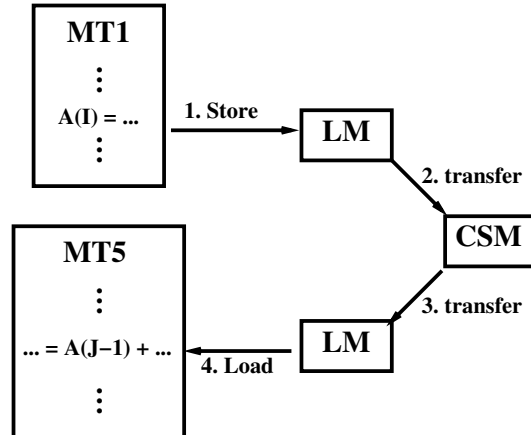 MT1
⋮
A(I) = ...
⋮
1. Store
LM
2. transfer
CSM
3. transfer
LM
4. Load
MT5
⋮
... = A(J−1) + ...
⋮